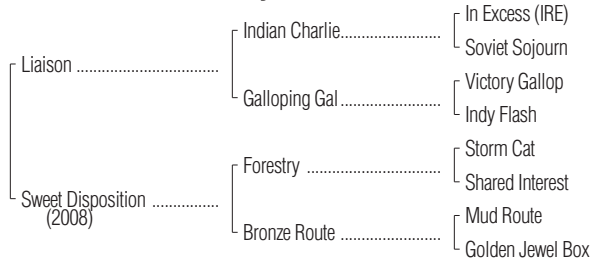 In Excess (IRE)
Indian Charlie....................
Soviet Sojourn
Liaison ................................
Victory Gallop
Galloping Gal ....................
Indy Flash
Storm Cat
Forestry ...........................
Shared Interest
Sweet Disposition ...............
(2008)
Mud Route
Bronze Route ....................
Golden Jewel Box